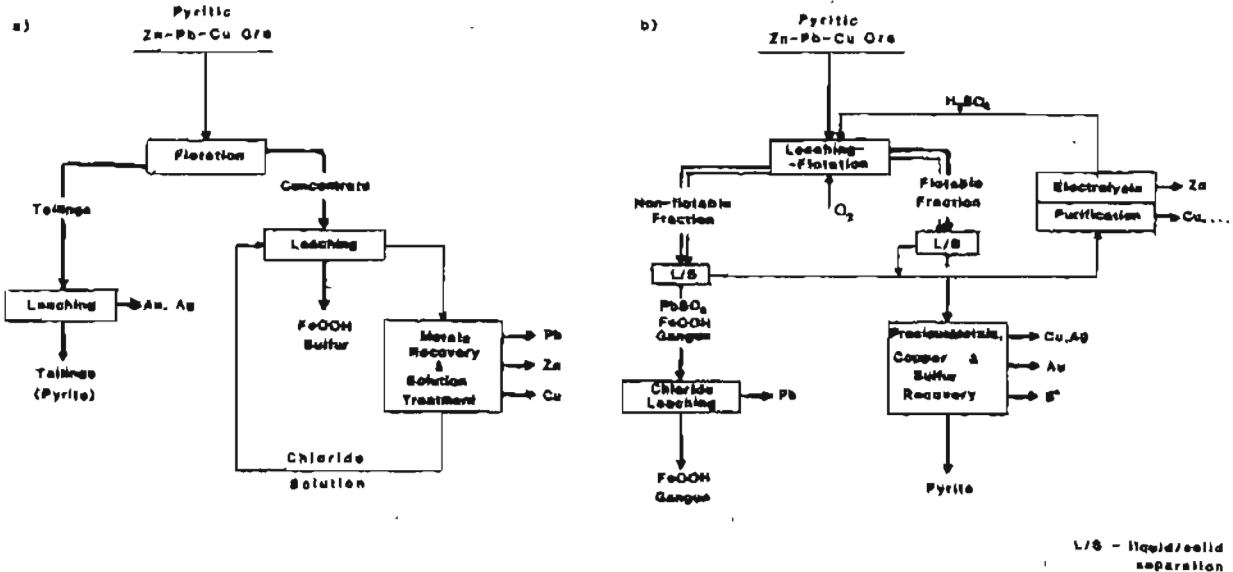 a)
Pyritic
Zn-Pb-Cu Ore
Flotation
Concentrate
Tailings
Leaching
Leaching
Au, Ag
FeOOH
Sulfur
Metals
Recovery
&
Solution
Treatment
Pb
Zn
Cu
Tailings
(Pyrite)
Chloride
Solution
b)
Pyritic
Zn-Pb-Cu Ore
H2SO4
Leaching-
-Flotation
O2
Non-flotable
Fraction
Flotable
Fraction
Electrolysis
Zn
Purification
Cu,...
L/S
L/S
PbSO4
FeOOH
Gangue
Chloride
Leaching
Pb
FeOOH
Gangue
Precious Metals,
Copper &
Sulfur
Recovery
Cu,Ag
Au
S°
Pyrite
L/S - liquid/solid
separation